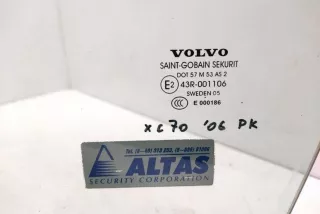 VOLVO
SAINT-GOBAIN SEKURIT
DOT 57 M 53 AS 2
E2 43R-001106
SWEDEN 05
CCC E 000186
XC70 '06 PK
ALTAS
SECURITY CORPORATION